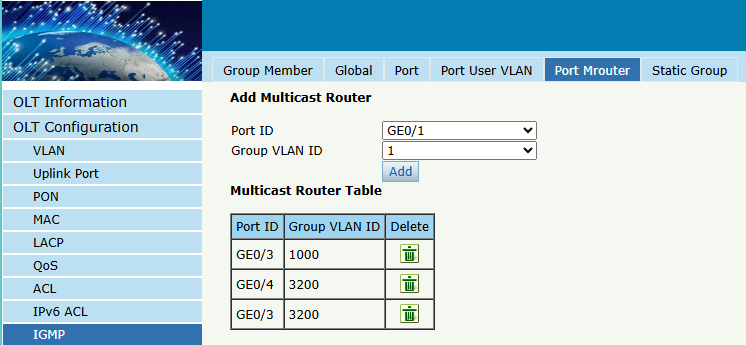 Group Member Global Port Port User VLAN Port Mrouter Static Group
OLT Information
OLT Configuration
VLAN
Uplink Port
PON
MAC
LACP
QoS
ACL
IPv6 ACL
IGMP
Add Multicast Router
Port ID GE0/1
Group VLAN ID 1
Add
Multicast Router Table
Port ID Group VLAN ID Delete
GE0/3 1000
GE0/4 3200
GE0/3 3200